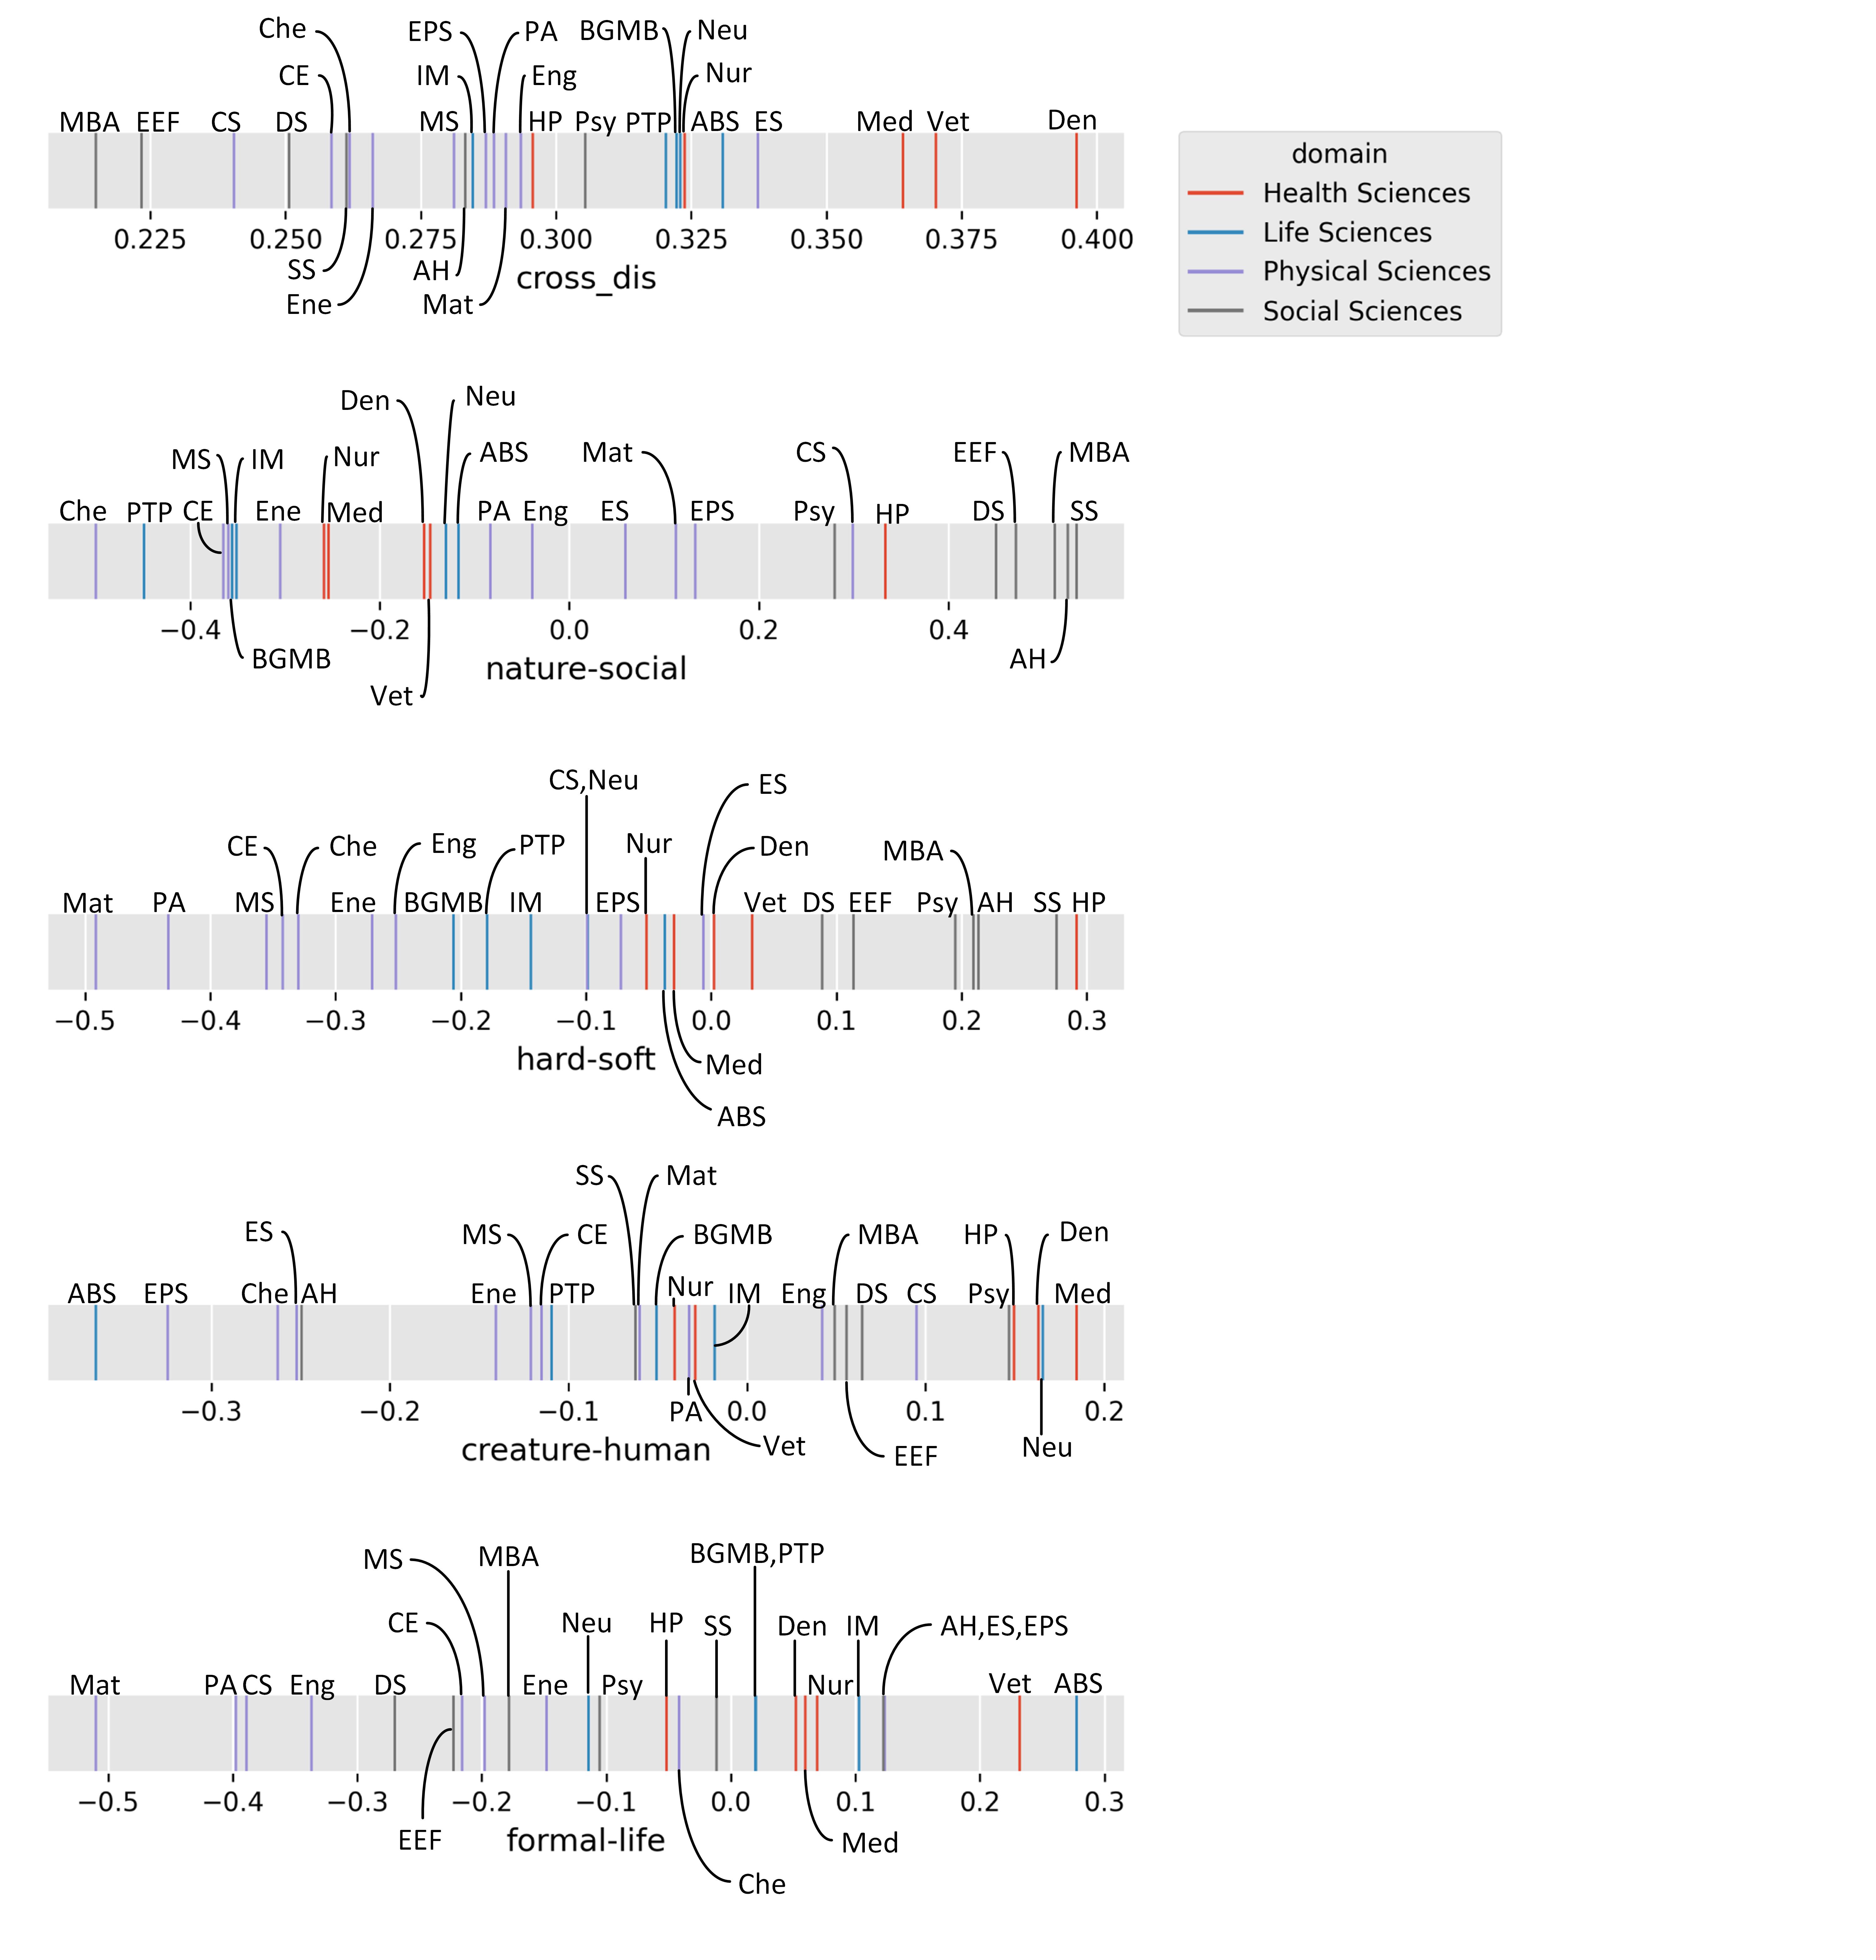 Che EPS PA BGMB Neu
CE IM Eng Nur
MBA EEF CS DS MS HP Psy PTP ABS ES Med Vet Den
0.225 0.250 0.275 0.300 0.325 0.350 0.375 0.400
SS AH
cross_dis
Ene Mat
domain
Health Sciences
Life Sciences
Physical Sciences
Social Sciences
Den Neu
MS IM Nur ABS Mat CS EEF MBA
Che PTP CE Ene Med PA Eng ES EPS Psy HP DS SS
−0.4 −0.2 0.0 0.2 0.4
BGMB AH
nature-social
Vet
CS,Neu ES
CE Che Eng PTP Nur Den MBA
Mat PA MS Ene BGMB IM EPS Vet DS EEF Psy AH SS HP
−0.5 −0.4 −0.3 −0.2 −0.1 0.0 0.1 0.2 0.3
hard-soft
Med
ABS
SS Mat
ES MS CE BGMB MBA HP Den
ABS EPS Che AH Ene PTP Nur IM Eng DS CS Psy Med
−0.3 −0.2 −0.1 PA 0.0 0.1 0.2
creature-human
Vet EEF Neu
MS MBA BGMB,PTP
CE Neu HP SS Den IM AH,ES,EPS
Mat PA CS Eng DS Ene Psy Nur Vet ABS
−0.5 −0.4 −0.3 −0.2 −0.1 0.0 0.1 0.2 0.3
EEF formal-life Med
Che